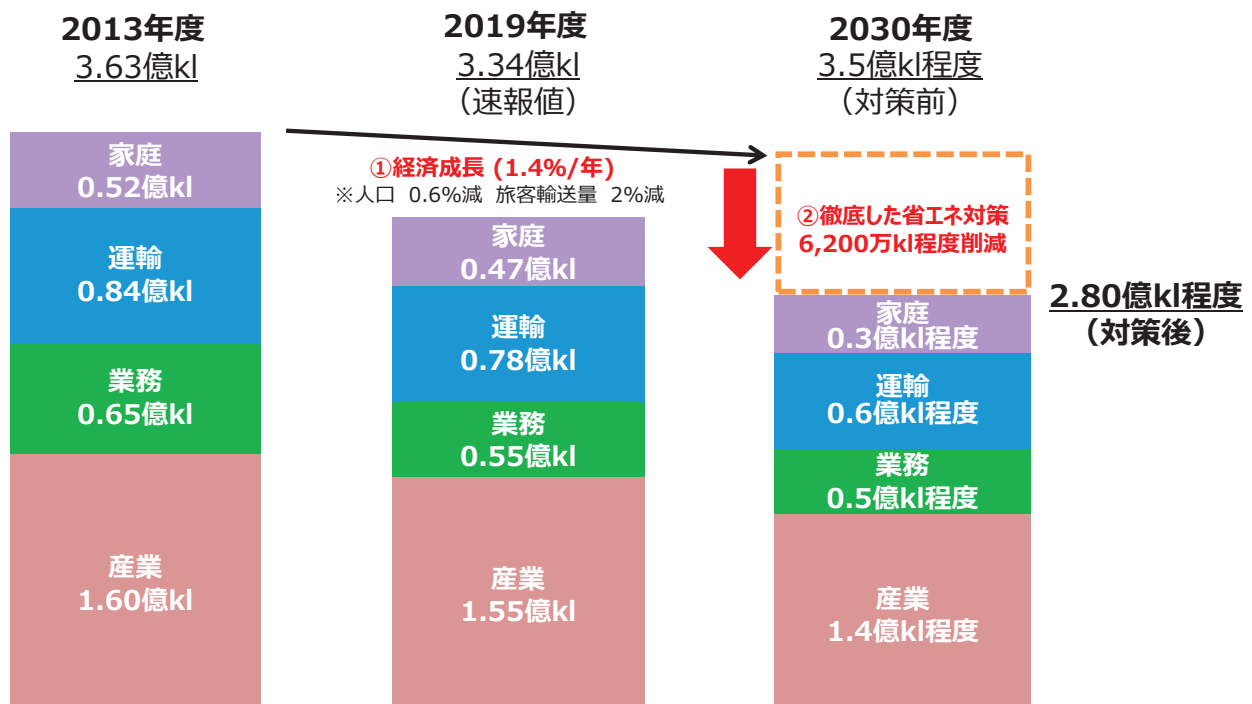 2013年度
3.63億kl
家庭
0.52億kl
運輸
0.84億kl
業務
0.65億kl
産業
1.60億kl
2019年度
3.34億kl
（速報値）
①経済成長 (1.4%/年)
※人口 0.6%減 旅客輸送量 2%減
家庭
0.47億kl
運輸
0.78億kl
業務
0.55億kl
産業
1.55億kl
2030年度
3.5億kl程度
（対策前）
②徹底した省エネ対策
6,200万kl程度削減
家庭
0.3億kl程度
運輸
0.6億kl程度
業務
0.5億kl程度
産業
1.4億kl程度
2.80億kl程度
（対策後）